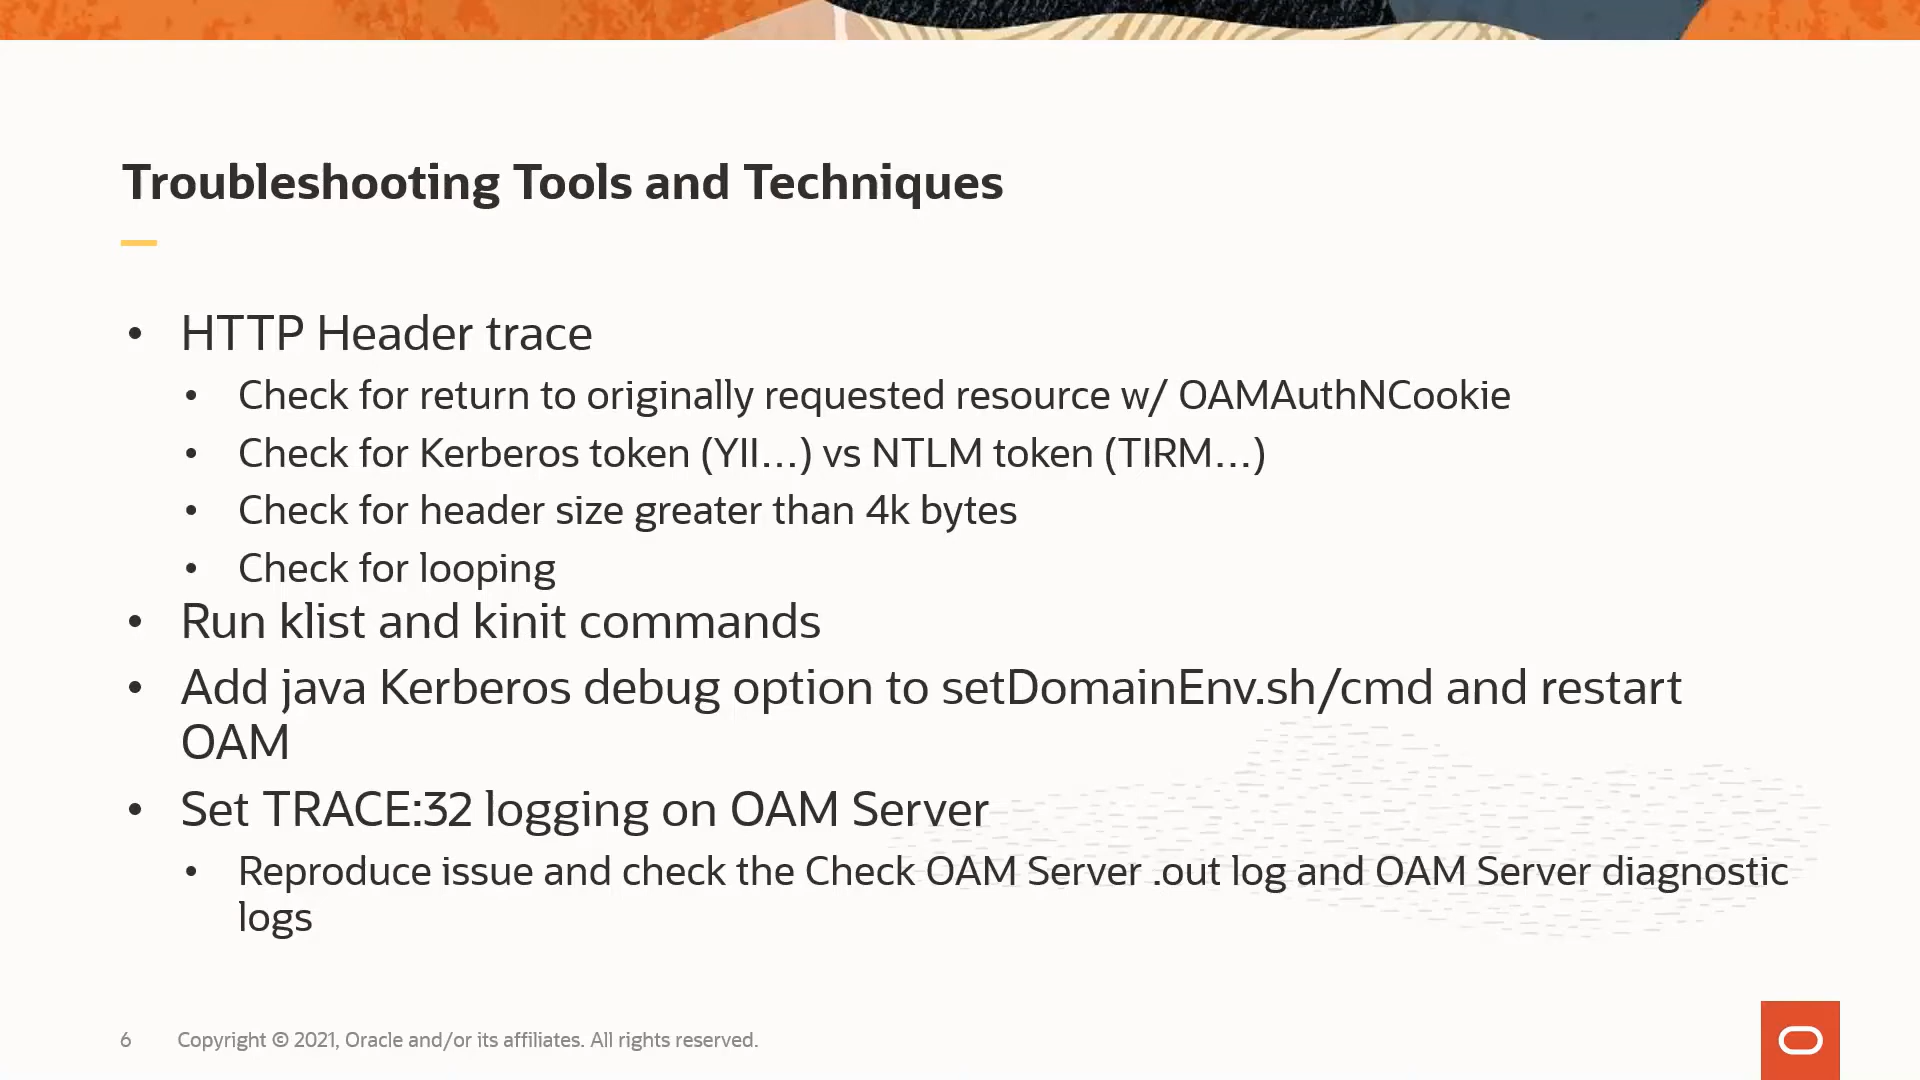 Troubleshooting Tools and Techniques
• HTTP Header trace
• Check for return to originally requested resource w/ OAMAuthNCookie
• Check for Kerberos token (YII...) vs NTLM token (TIRM...)
• Check for header size greater than 4k bytes
• Check for looping
• Run klist and kinit commands
• Add java Kerberos debug option to setDomainEnv.sh/cmd and restart
OAM
• Set TRACE:32 logging on OAM Server
• Reproduce issue and check the Check OAM Server .out log and OAM Server diagnostic
logs
6 Copyright © 2021, Oracle and/or its affiliates. All rights reserved.